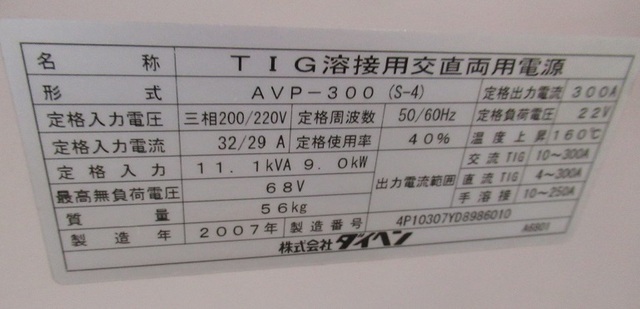 名称 TIG溶接用交直両用電源
形式 AVP-300 (S-4) 定格出力電流 300A
定格入力電圧 三相200/220V 定格周波数 50/60Hz 定格負荷電圧 22V
定格入力電流 32/29 A 定格使用率 40% 温度上昇 160℃
定格入力 11.1kVA 9.0kW 出力電流範囲 交流TIG 10~300A
最高無負荷電圧 68V 直流TIG 4~300A
質量 56kg 手溶接 10~250A
製造年 2007年 製造番号 4P10307YD8986010
株式会社ダイヘン A6801